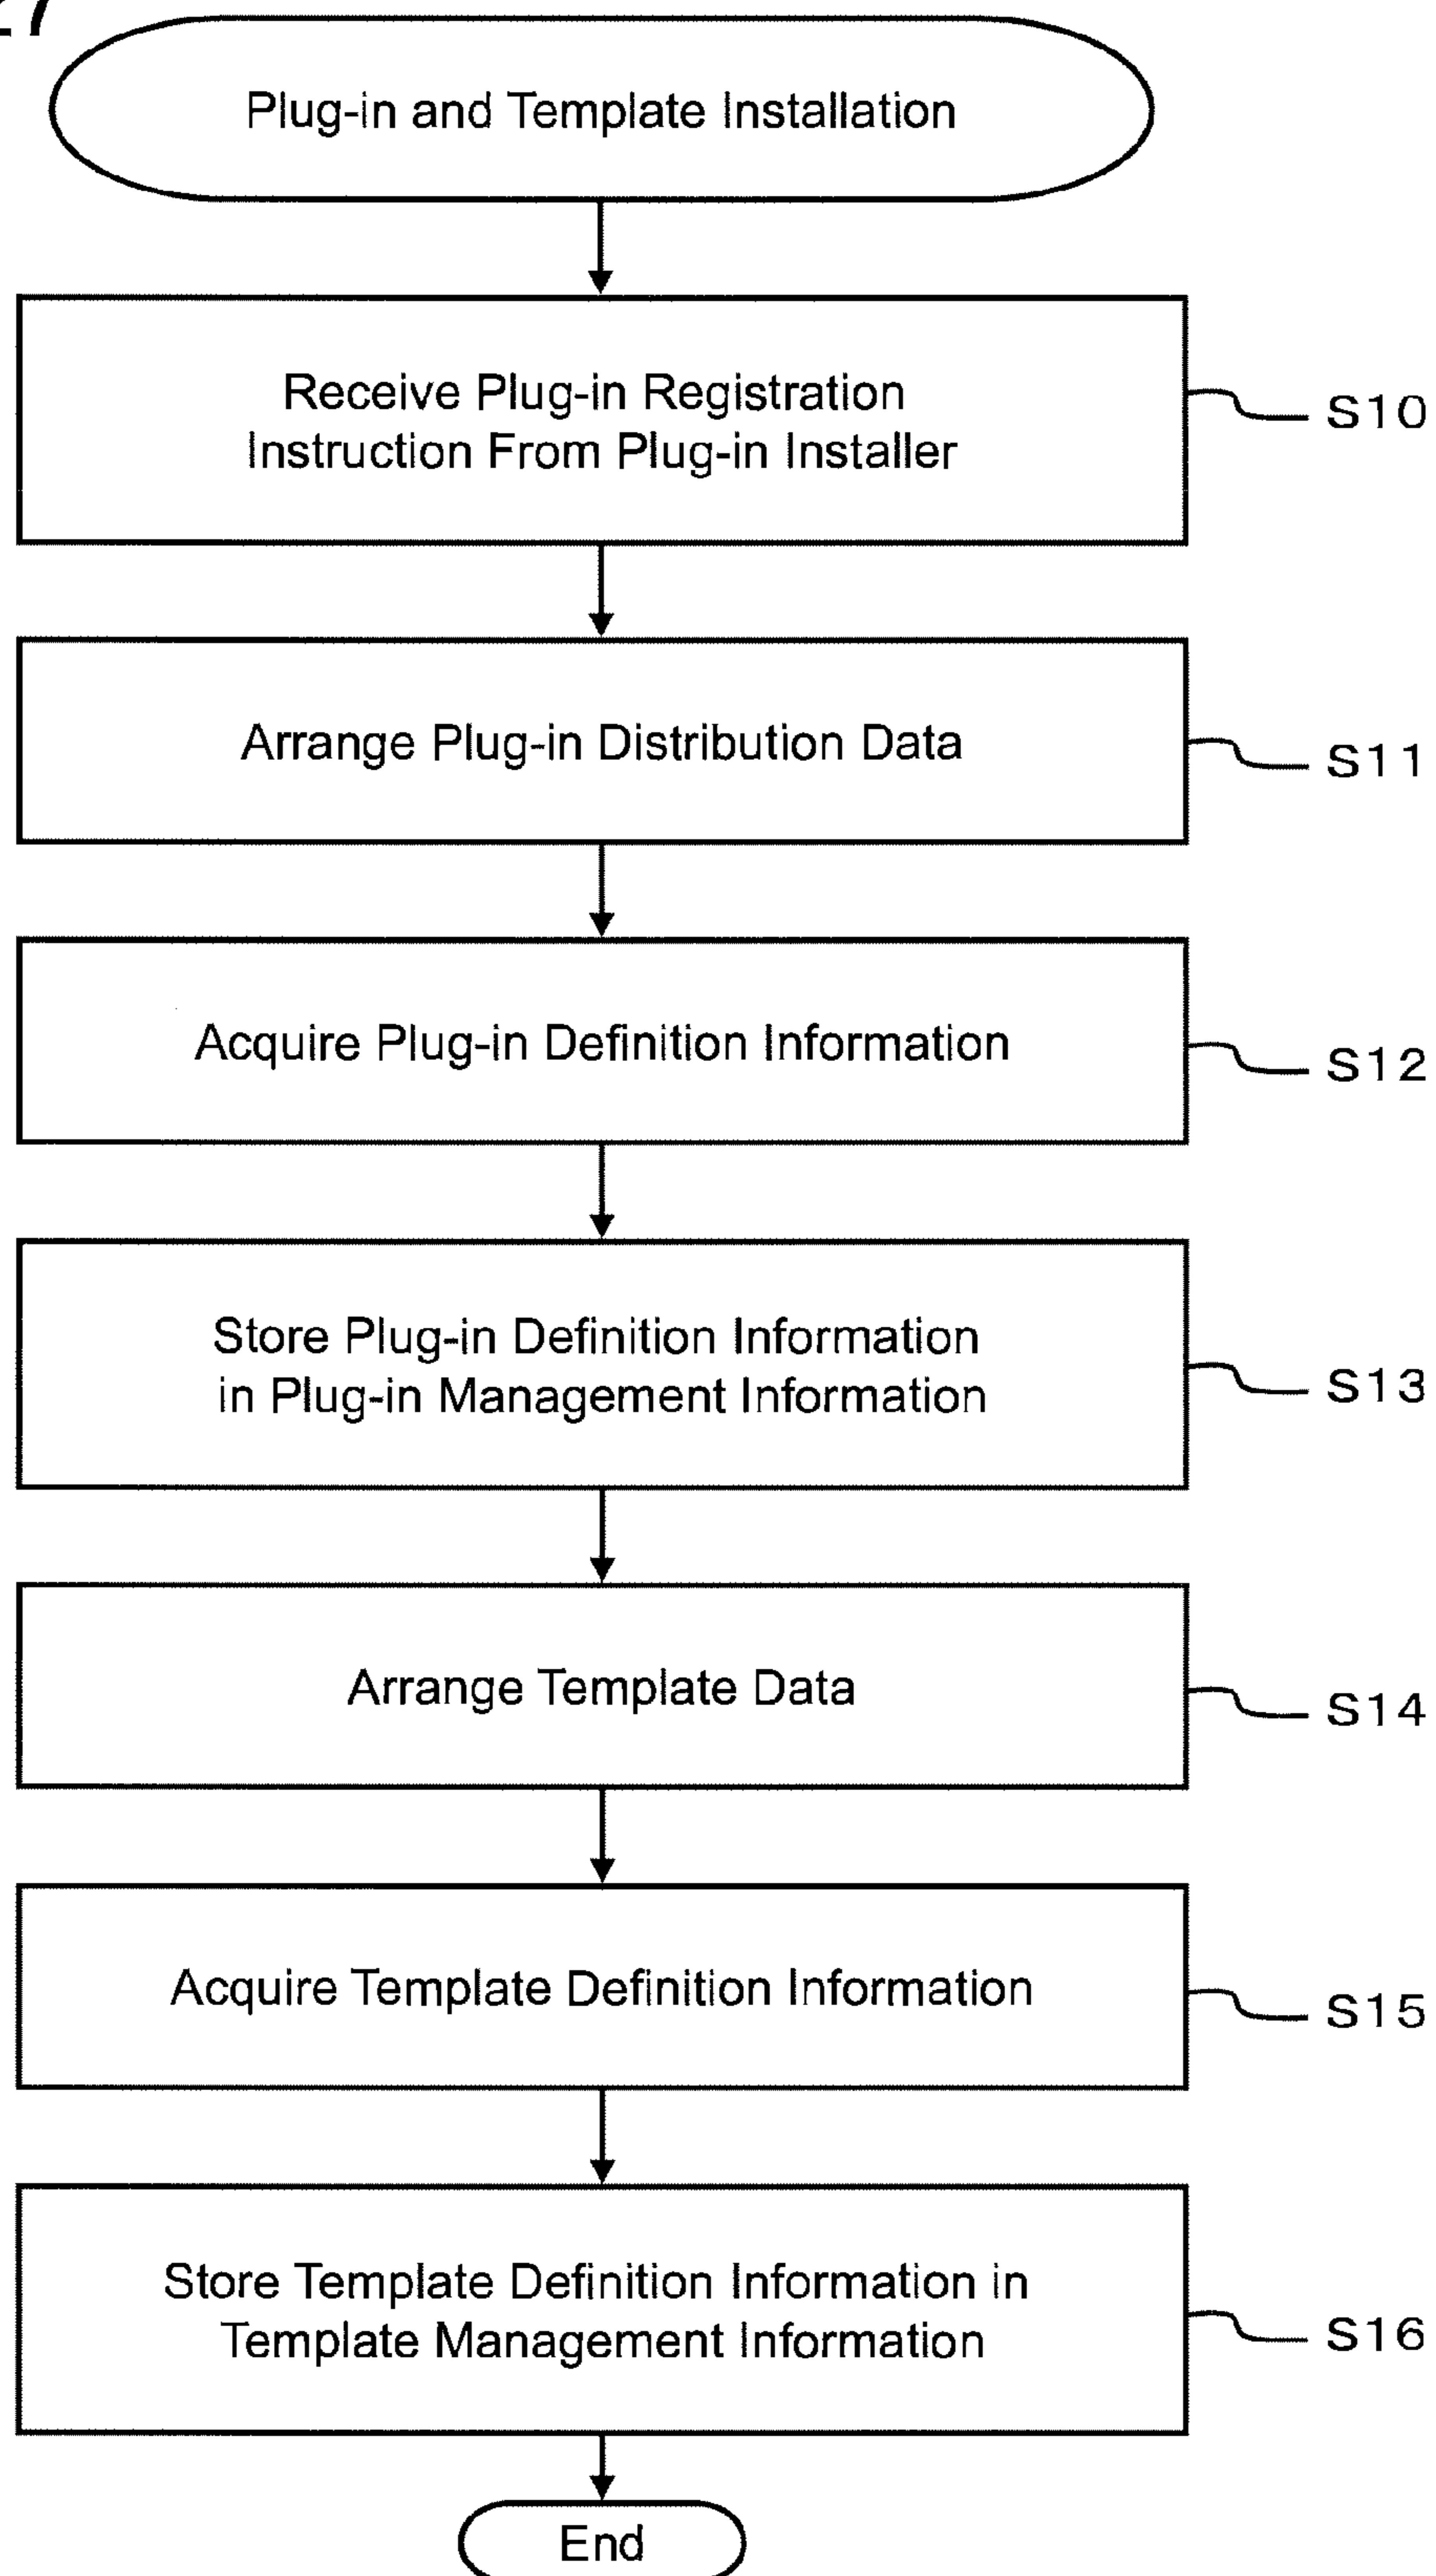 Plug-in and Template Installation
Receive Plug-in Registration
Instruction From Plug-in Installer
S10
Arrange Plug-in Distribution Data
S11
Acquire Plug-in Definition Information
S12
Store Plug-in Definition Information
in Plug-in Management Information
S13
Arrange Template Data
S14
Acquire Template Definition Information
S15
Store Template Definition Information in
Template Management Information
S16
End